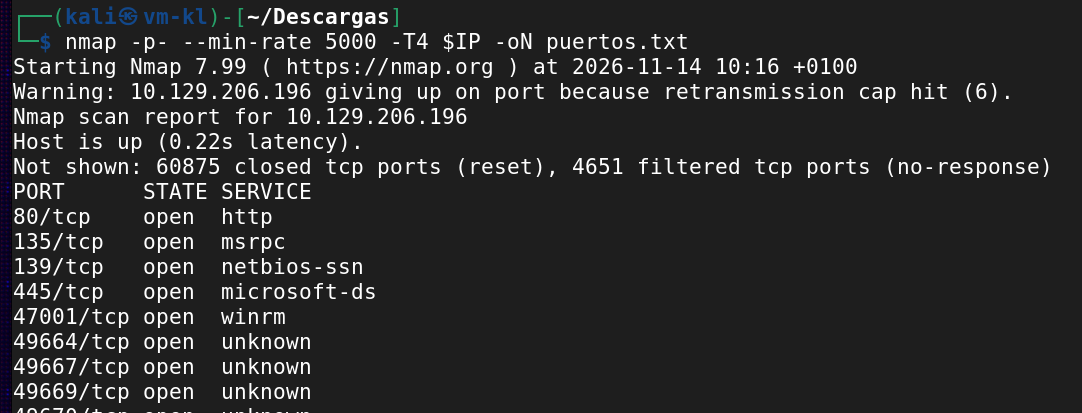 ┌──(kali㉿vm-kl)-[~/Descargas]
└─$ nmap -p- --min-rate 5000 -T4 $IP -oN puertos.txt
Starting Nmap 7.99 ( https://nmap.org ) at 2026-11-14 10:16 +0100
Warning: 10.129.206.196 giving up on port because retransmission cap hit (6).
Nmap scan report for 10.129.206.196
Host is up (0.22s latency).
Not shown: 60875 closed tcp ports (reset), 4651 filtered tcp ports (no-response)
PORT      STATE SERVICE
80/tcp    open  http
135/tcp   open  msrpc
139/tcp   open  netbios-ssn
445/tcp   open  microsoft-ds
47001/tcp open  winrm
49664/tcp open  unknown
49667/tcp open  unknown
49669/tcp open  unknown